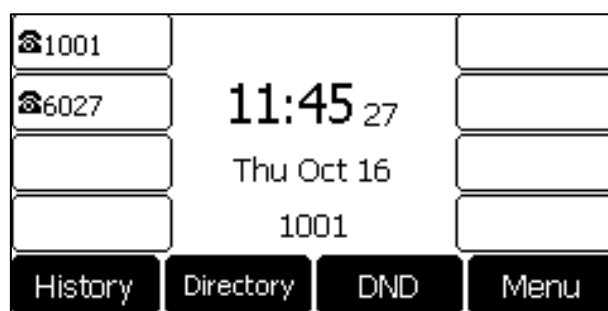 ☎1001
☎6027
11:45 27
Thu Oct 16
1001
History Directory DND Menu